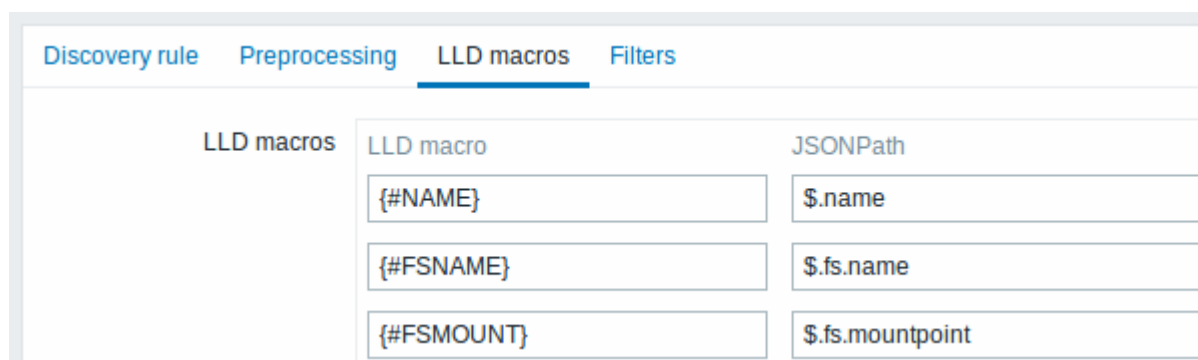 Discovery rule Preprocessing LLD macros Filters
LLD macros LLD macro JSONPath
{#NAME} $.name
{#FSNAME} $.fs.name
{#FSMOUNT} $.fs.mountpoint